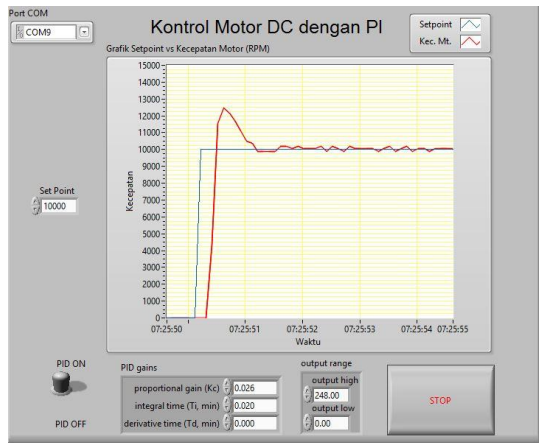 Port COM
COM9
Kontrol Motor DC dengan PI
Setpoint
Kec. Mt.
Grafik Setpoint vs Kecepatan Motor (RPM)
15000
14000
13000
12000
11000
10000
9000
8000
7000
6000
5000
4000
3000
2000
1000
0
Kecepatan
07:25:50 07:25:51 07:25:52 07:25:53 07:25:54 07:25:55
Waktu
Set Point
10000
PID ON
PID OFF
PID gains
proportional gain (Kc) 0.026
integral time (Ti, min) 0.020
derivative time (Td, min) 0.000
output range
output high
248.00
output low
0.00
STOP